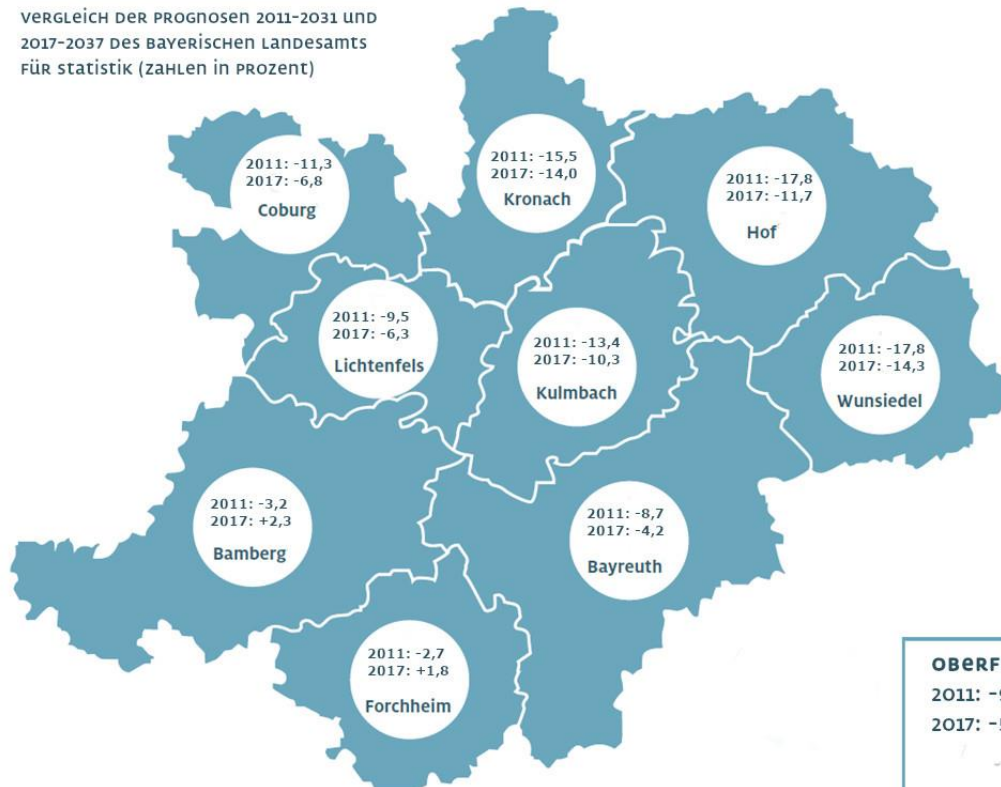 VERGLEICH DER PROGNOSEN 2011-2031 UND
2017-2037 DES BAYERISCHEN LANDESAMTS
FÜR STATISTIK (ZAHLEN IN PROZENT)
2011: -11,3
2017: -6,8
Coburg
2011: -15,5
2017: -14,0
Kronach
2011: -17,8
2017: -11,7
Hof
2011: -9,5
2017: -6,3
Lichtenfels
2011: -13,4
2017: -10,3
Kulmbach
2011: -17,8
2017: -14,3
Wunsiedel
2011: -3,2
2017: +2,3
Bamberg
2011: -8,7
2017: -4,2
Bayreuth
2011: -2,7
2017: +1,8
Forchheim
2011:
2017: